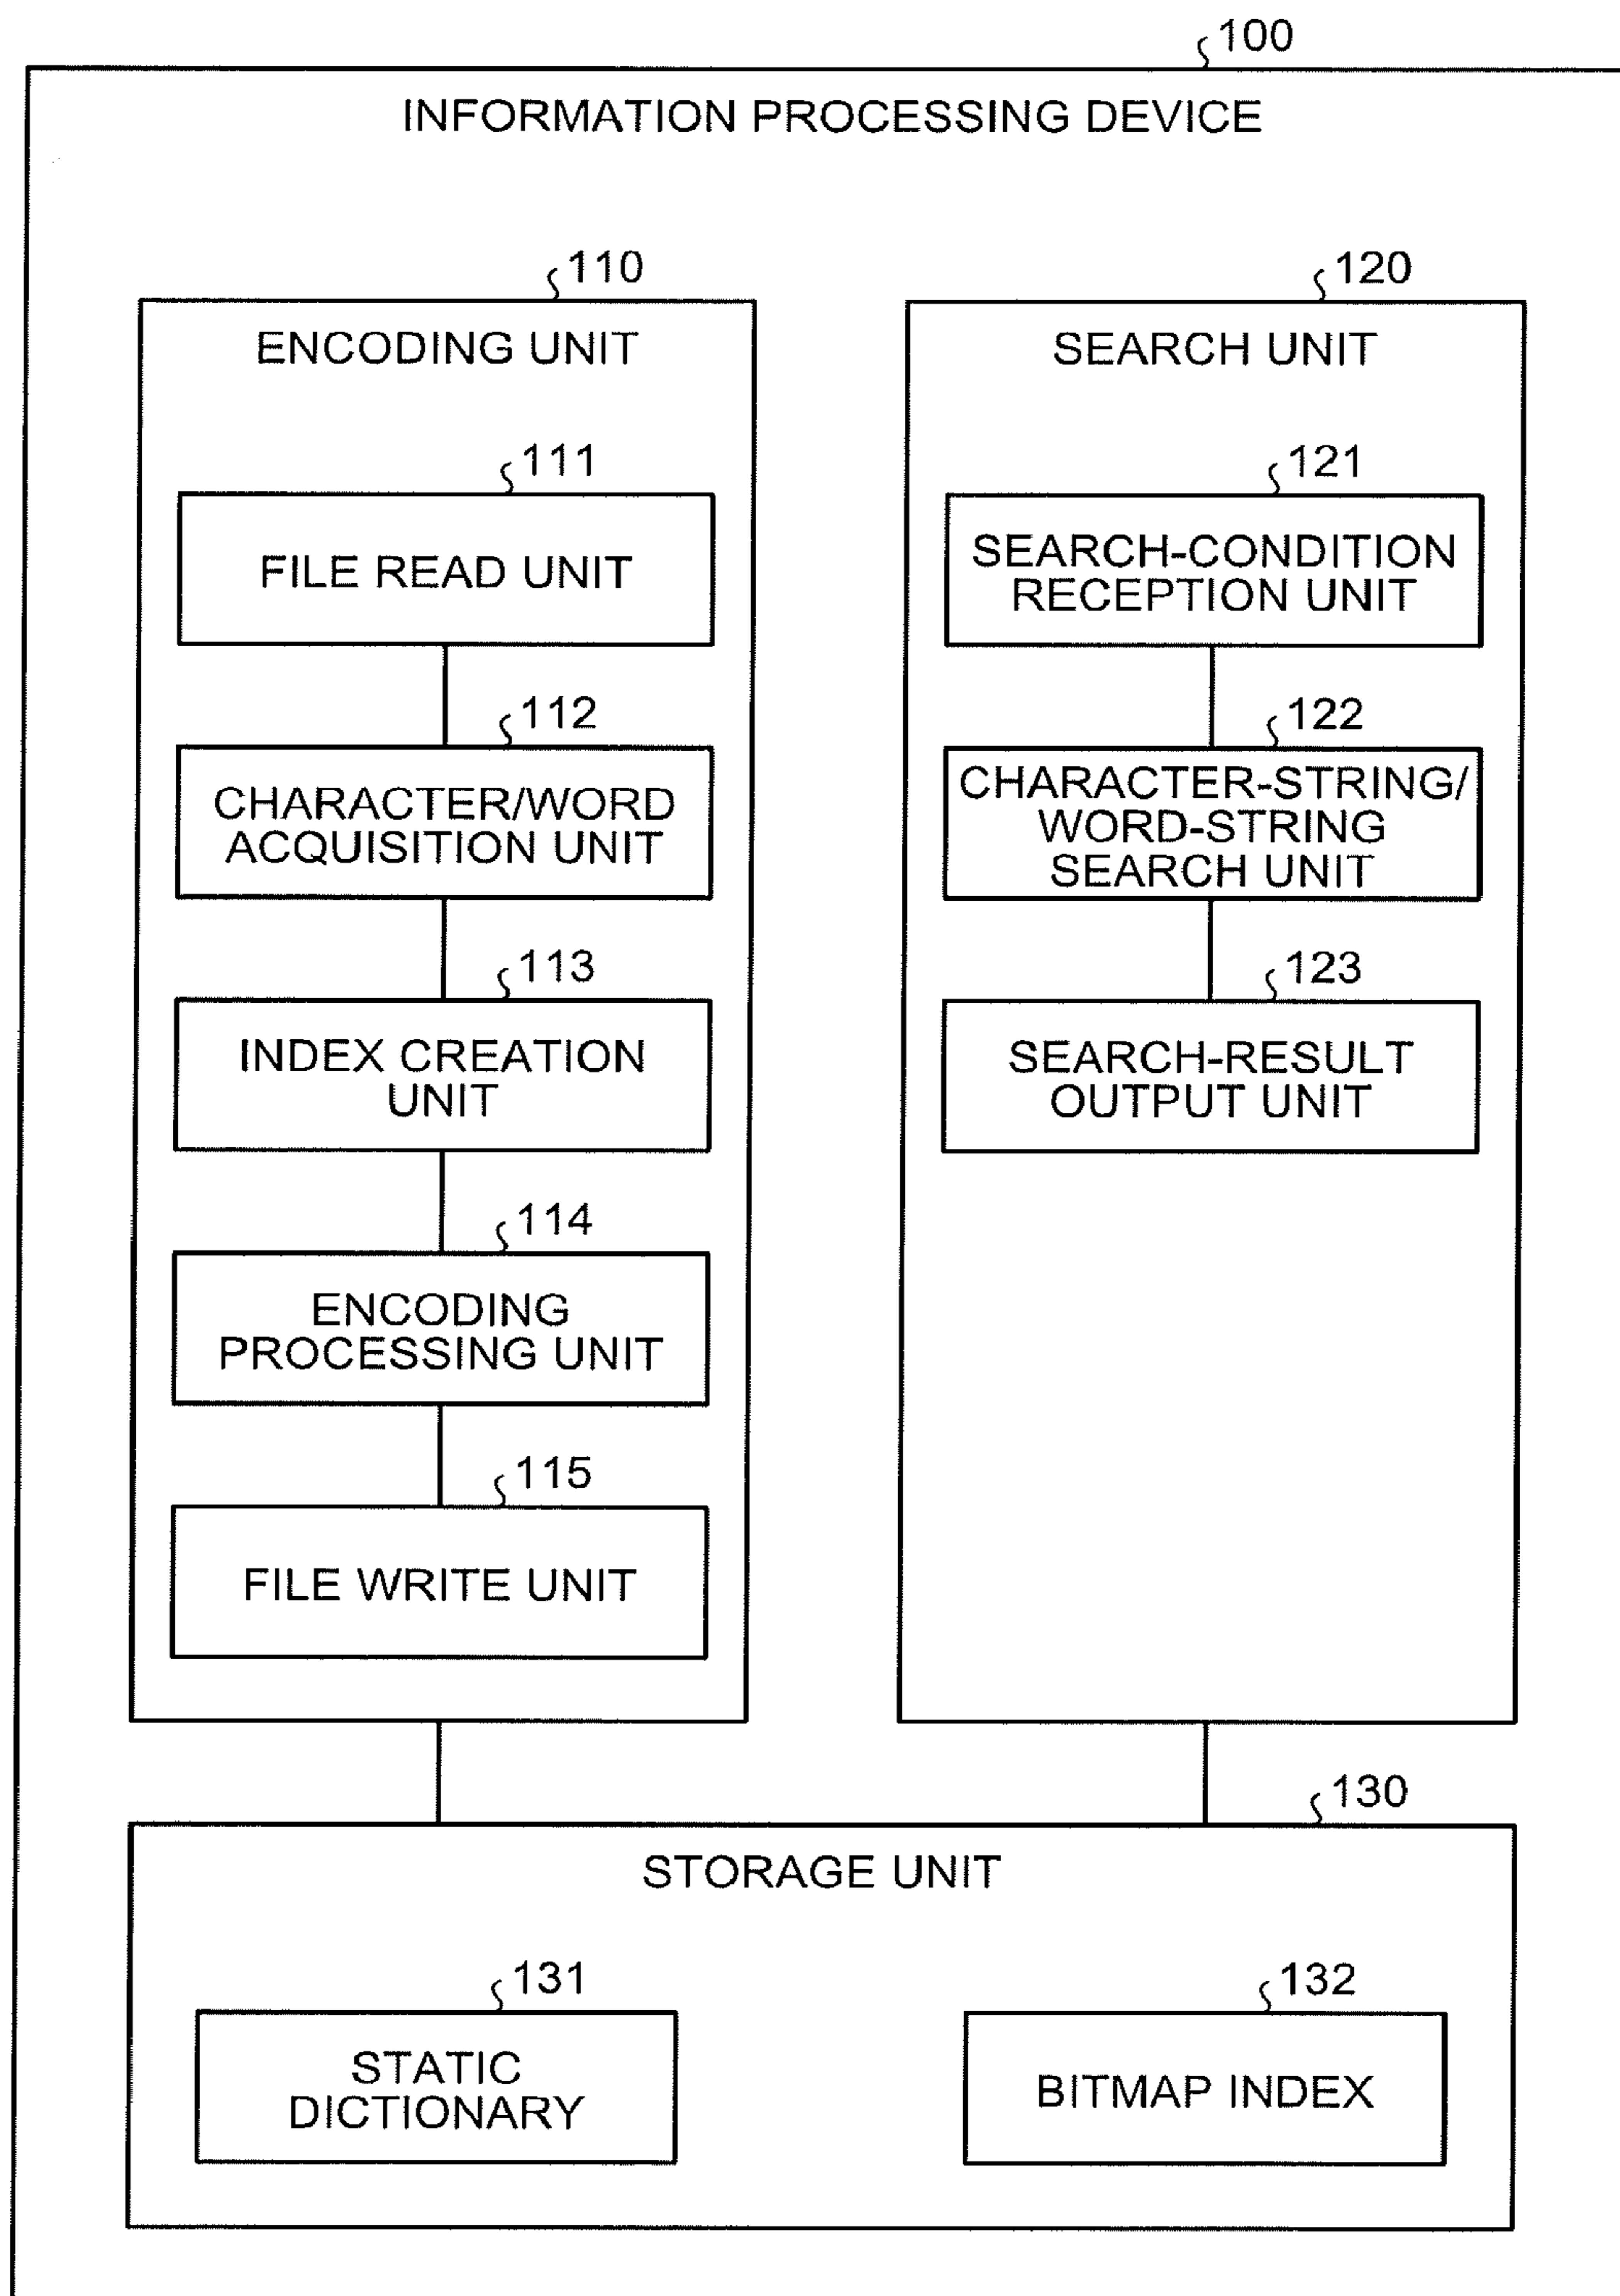 100
INFORMATION PROCESSING DEVICE
110
ENCODING UNIT
111
FILE READ UNIT
112
CHARACTER/WORD
ACQUISITION UNIT
113
INDEX CREATION
UNIT
114
ENCODING
PROCESSING UNIT
115
FILE WRITE UNIT
120
SEARCH UNIT
121
SEARCH-CONDITION
RECEPTION UNIT
122
CHARACTER-STRING/
WORD-STRING
SEARCH UNIT
123
SEARCH-RESULT
OUTPUT UNIT
130
STORAGE UNIT
131
STATIC
DICTIONARY
132
BITMAP INDEX